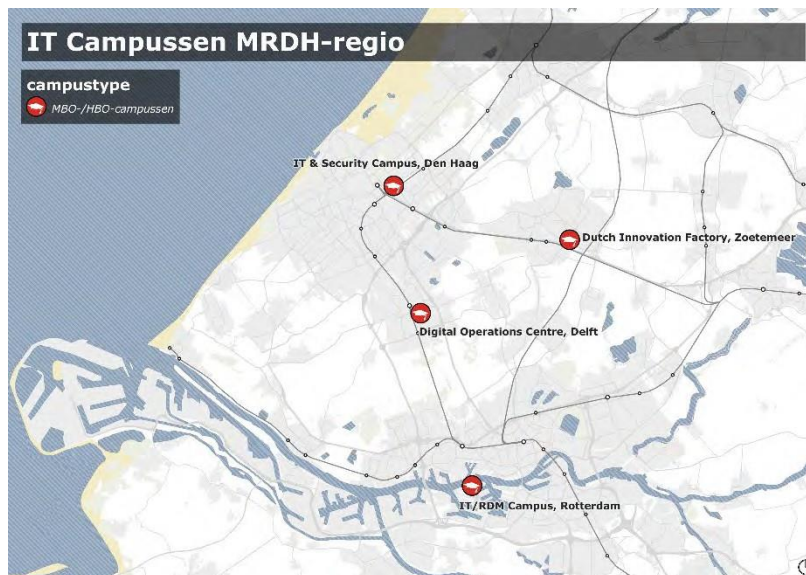 IT Campussen MRDH-regio
campustype
MBO-/HBO-campussen
IT & Security Campus, Den Haag
Dutch Innovation Factory, Zoetemeer
Digital Operations Centre, Delft
IT/RDM Campus, Rotterdam